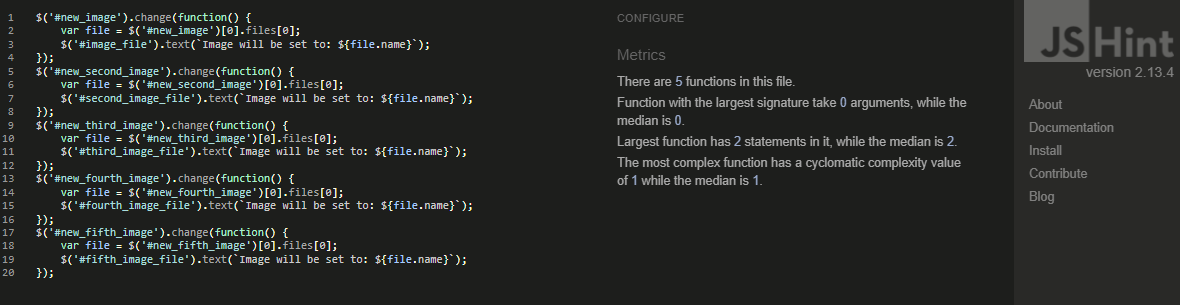 1 $('#new_image').change(function() {
2 var file = $('#new_image')[0].files[0];
3 $('#image_file').text(`Image will be set to: ${file.name}`);
4 });
5 $('#new_second_image').change(function() {
6 var file = $('#new_second_image')[0].files[0];
7 $('#second_image_file').text(`Image will be set to: ${file.name}`);
8 });
9 $('#new_third_image').change(function() {
10 var file = $('#new_third_image')[0].files[0];
11 $('#third_image_file').text(`Image will be set to: ${file.name}`);
12 });
13 $('#new_fourth_image').change(function() {
14 var file = $('#new_fourth_image')[0].files[0];
15 $('#fourth_image_file').text(`Image will be set to: ${file.name}`);
16 });
17 $('#new_fifth_image').change(function() {
18 var file = $('#new_fifth_image')[0].files[0];
19 $('#fifth_image_file').text(`Image will be set to: ${file.name}`);
20 });
CONFIGURE
Metrics
There are 5 functions in this file.
Function with the largest signature take 0 arguments, while the
median is 0.
Largest function has 2 statements in it, while the median is 2.
The most complex function has a cyclomatic complexity value
of 1 while the median is 1.
JSHint
version 2.13.4
About
Documentation
Install
Contribute
Blog